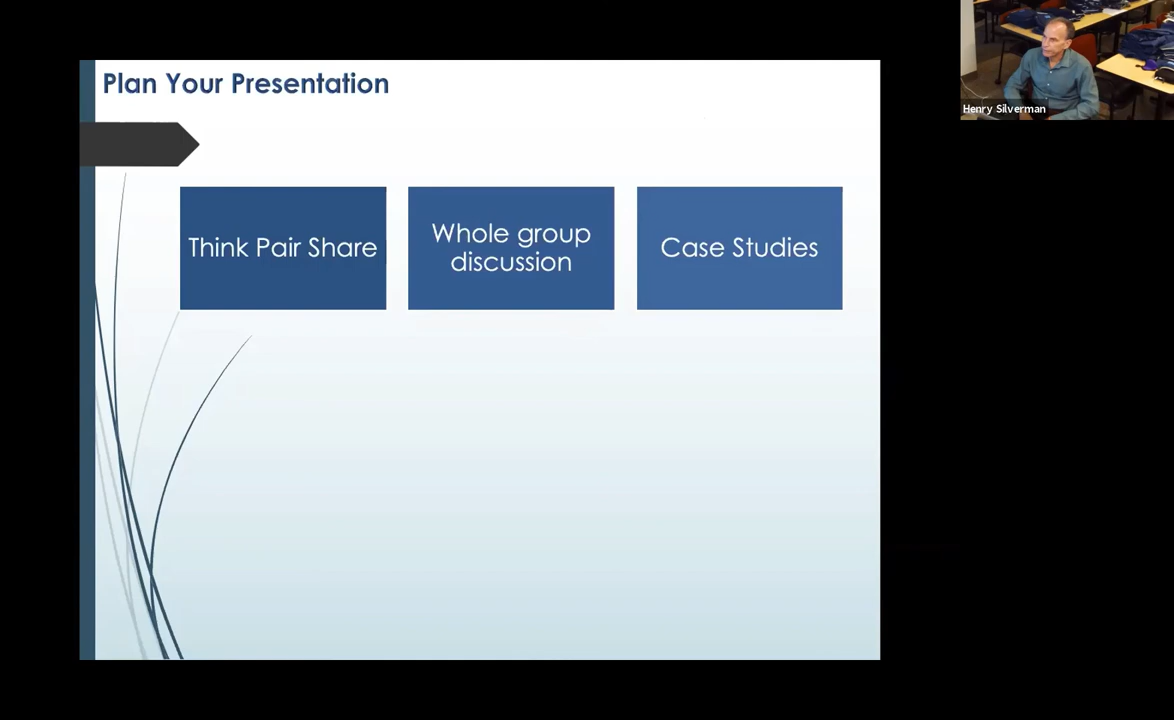 Plan Your Presentation
Think Pair Share
Whole group
discussion
Case Studies
Henry Silverman